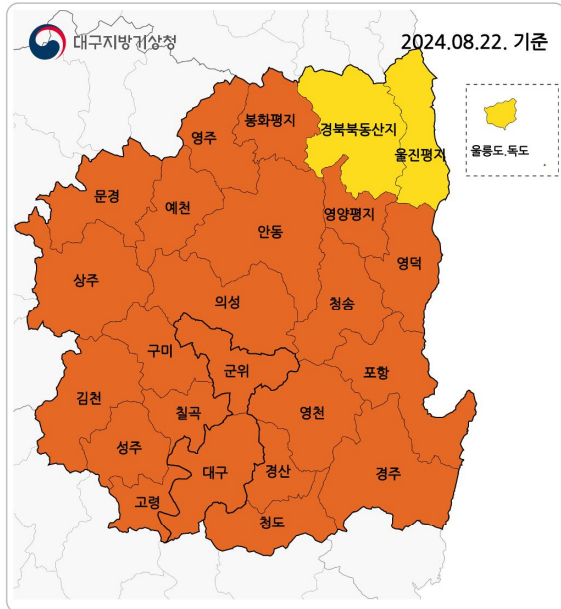 대구지방기상청
2024.08.22. 기준
봉화평지
경북북동산지
영주
울진평지
울릉도.독도
문경
예천
영양평지
안동
영덕
상주
의성
청송
구미
군위
포항
김천
칠곡
영천
성주
대구
경산
경주
고령
청도